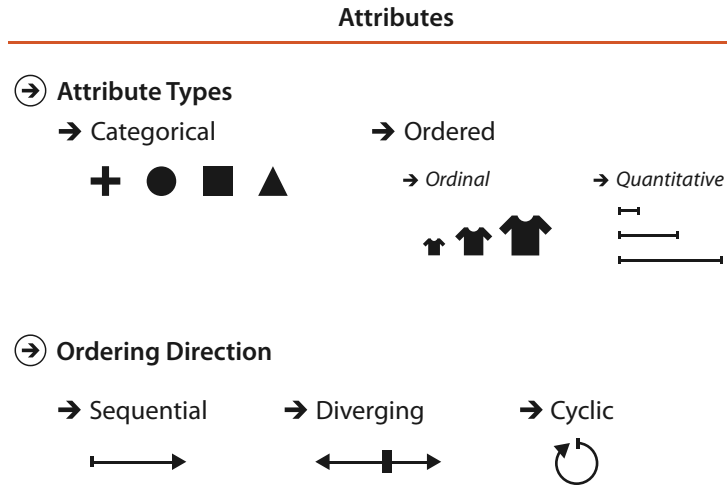 Attributes
Attribute Types
Categorical
Ordered
Ordinal
Quantitative
Ordering Direction
Sequential
Diverging
Cyclic